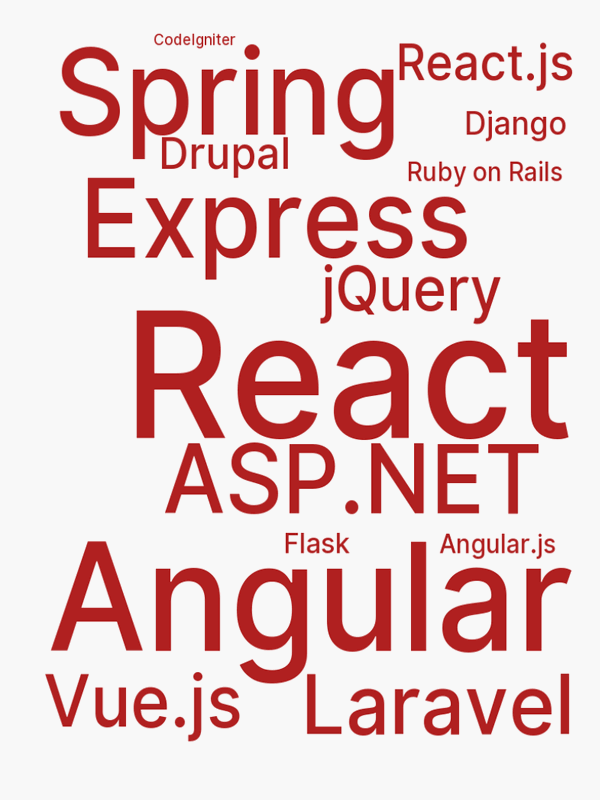 CodeIgniter
Spring
React.js
Django
Drupal
Ruby on Rails
Express
jQuery
React
ASP.NET
Flask
Angular.js
Angular
Vue.js
Laravel